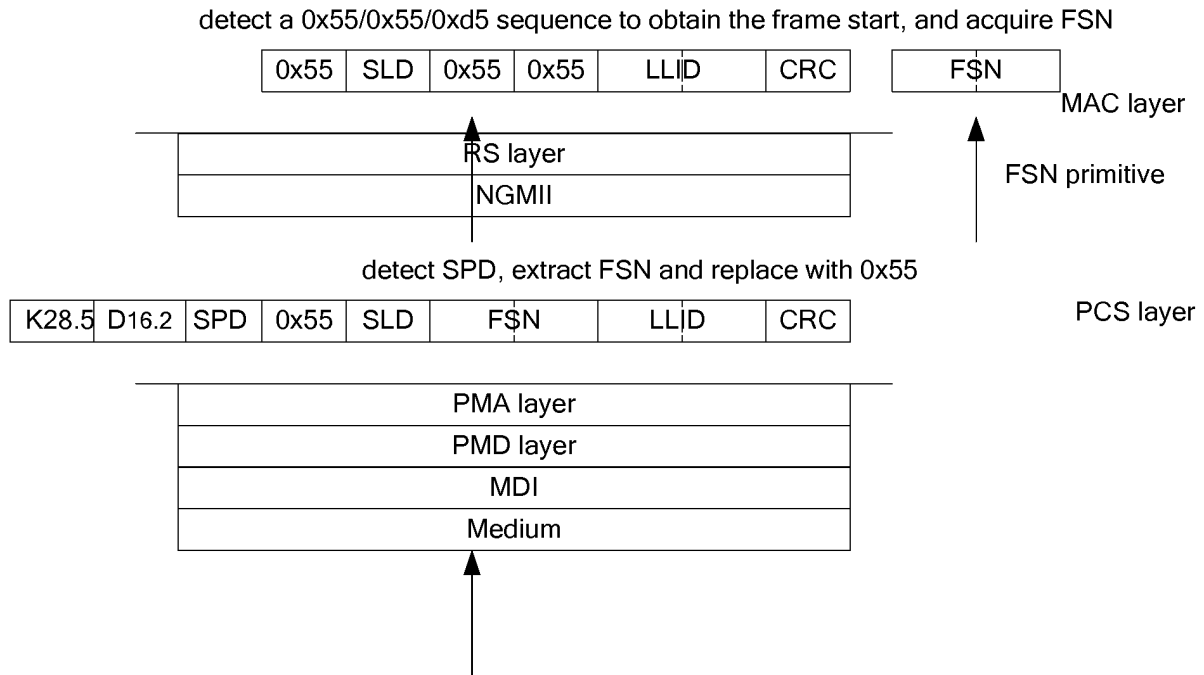 detect a 0x55/0x55/0xd5 sequence to obtain the frame start, and acquire FSN
0x55 SLD 0x55 0x55 LLID CRC FSN
MAC layer
RS layer
FSN primitive
NGMII
detect SPD, extract FSN and replace with 0x55
K28.5 D16.2 SPD 0x55 SLD FSN LLID CRC
PCS layer
PMA layer
PMD layer
MDI
Medium